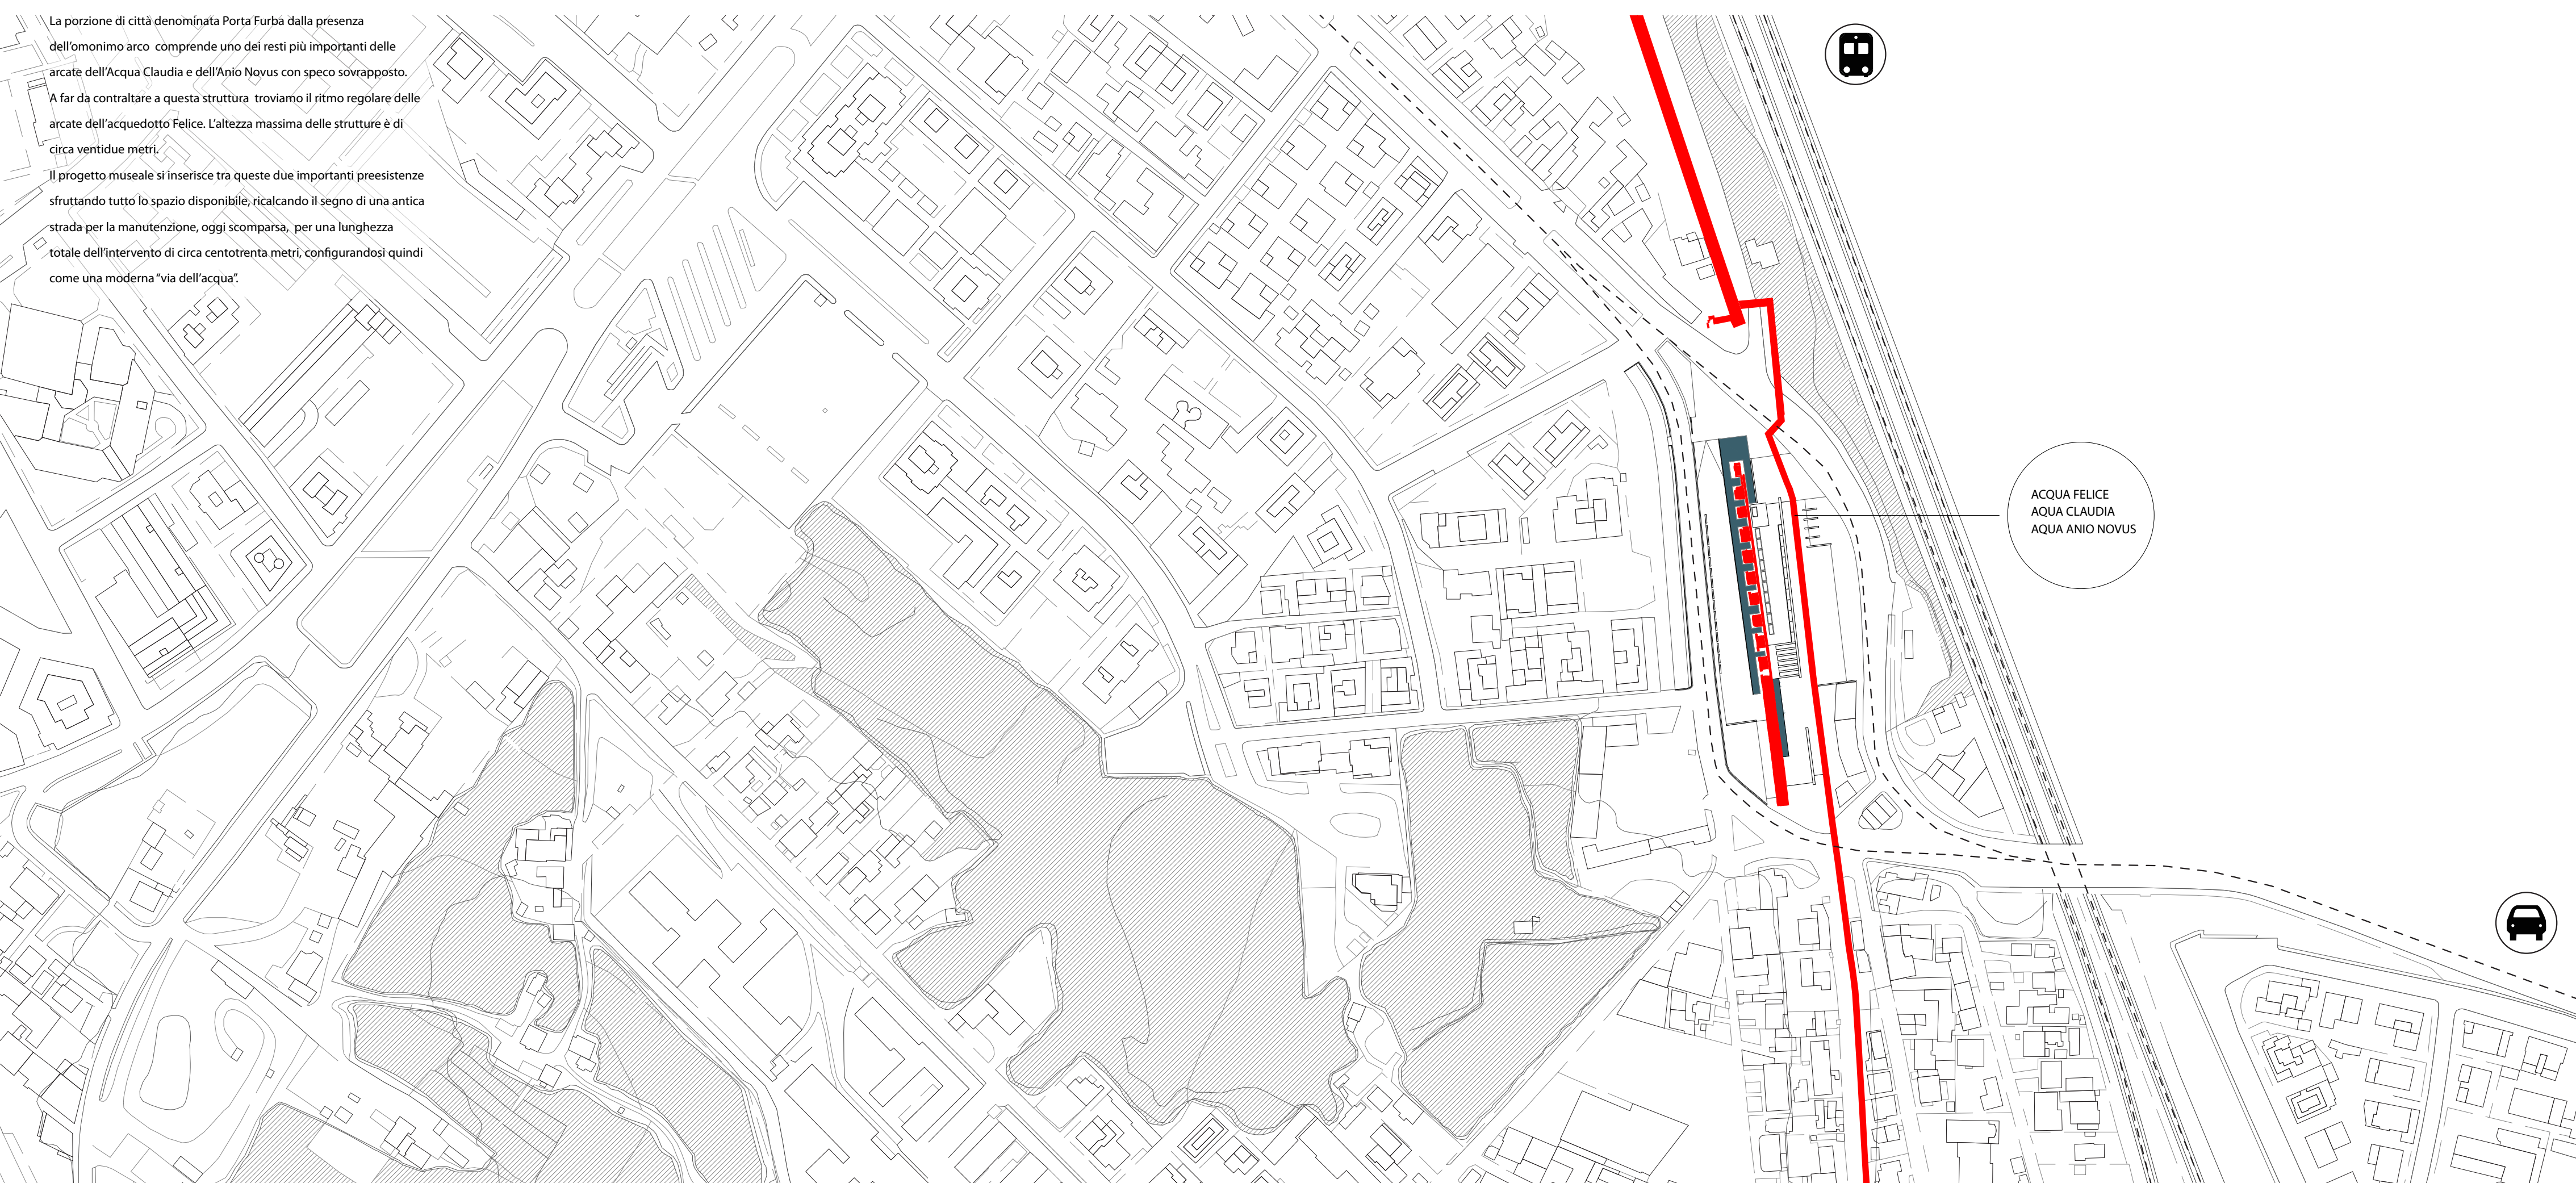 La porzione di città denominata Porta Furba dalla presenza
dell’omonimo arco comprende uno dei resti più importanti delle
arcate dell’Acqua Claudia e dell’Anio Novus con speco sovrapposto.
A far da contraltare a questa struttura troviamo il ritmo regolare delle
arcate dell’acquedotto Felice. L’altezza massima delle strutture è di
circa ventidue metri.
Il progetto museale si inserisce tra queste due importanti preesistenze
sfruttando tutto lo spazio disponibile, ricalcando il segno di una antica
strada per la manutenzione, oggi scomparsa, per una lunghezza
totale dell’intervento di circa centotrenta metri, configurandosi quindi
come una moderna “via dell’acqua”.
ACQUA FELICE
AQUA CLAUDIA
AQUA ANIO NOVUS